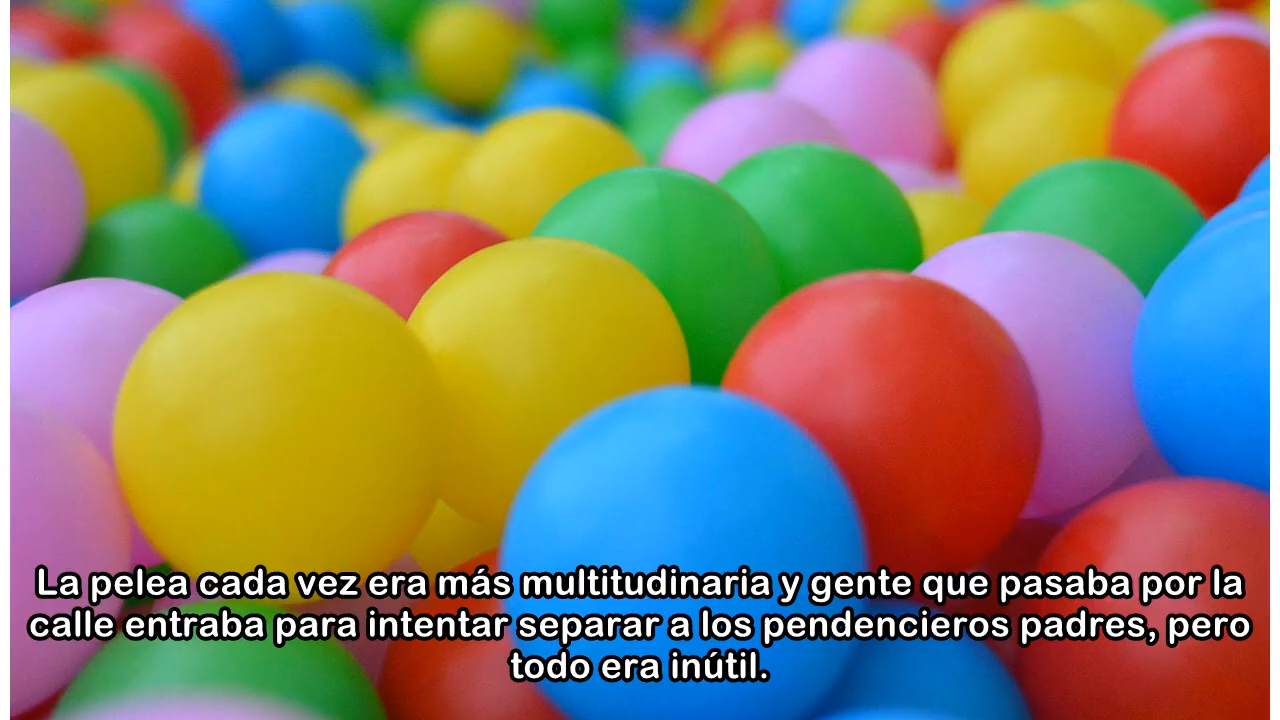 La pelea cada vez era más multitudinaria y gente que pasaba por la
calle entraba para intentar separar a los pendencieros padres, pero
todo era inútil.